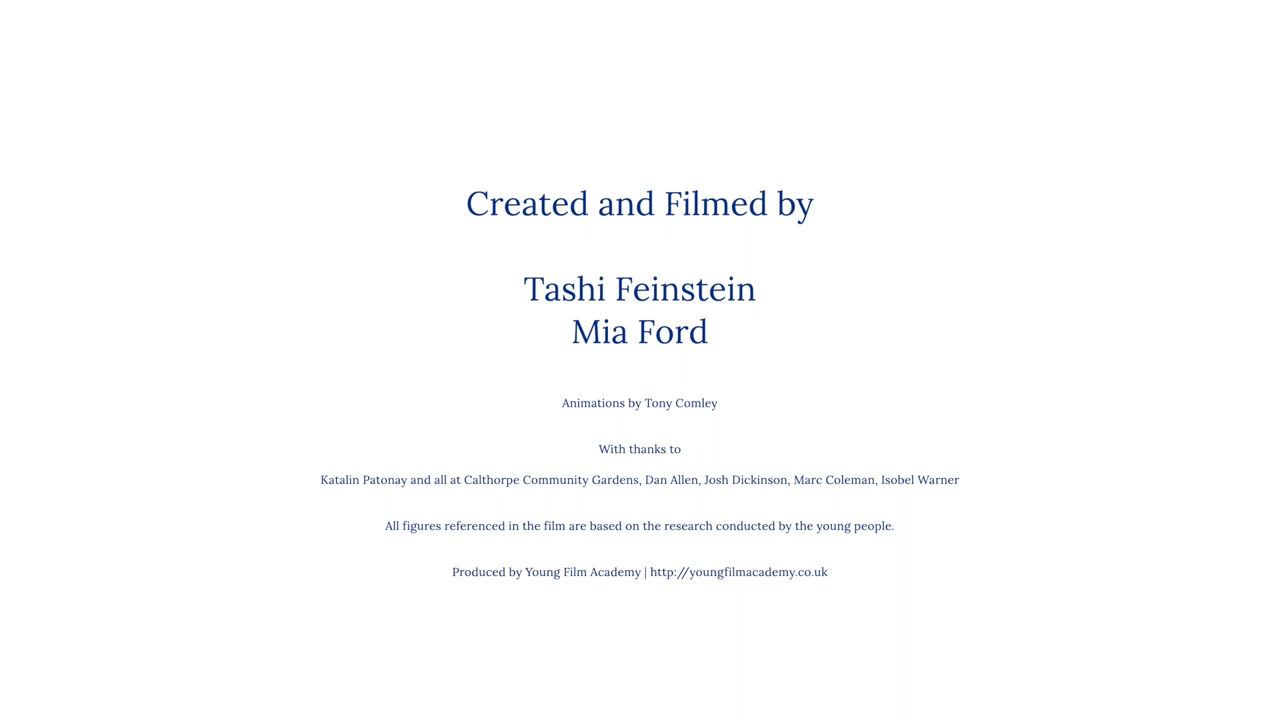 Created and Filmed by
Tashi Feinstein
Mia Ford
Animations by Tony Comley
With thanks to
Katalin Patonay and all at Calthorpe Community Gardens, Dan Allen, Josh Dickinson, Marc Coleman, Isobel Warner
All figures referenced in the film are based on the research conducted by the young people.
Produced by Young Film Academy | http://youngfilmacademy.co.uk